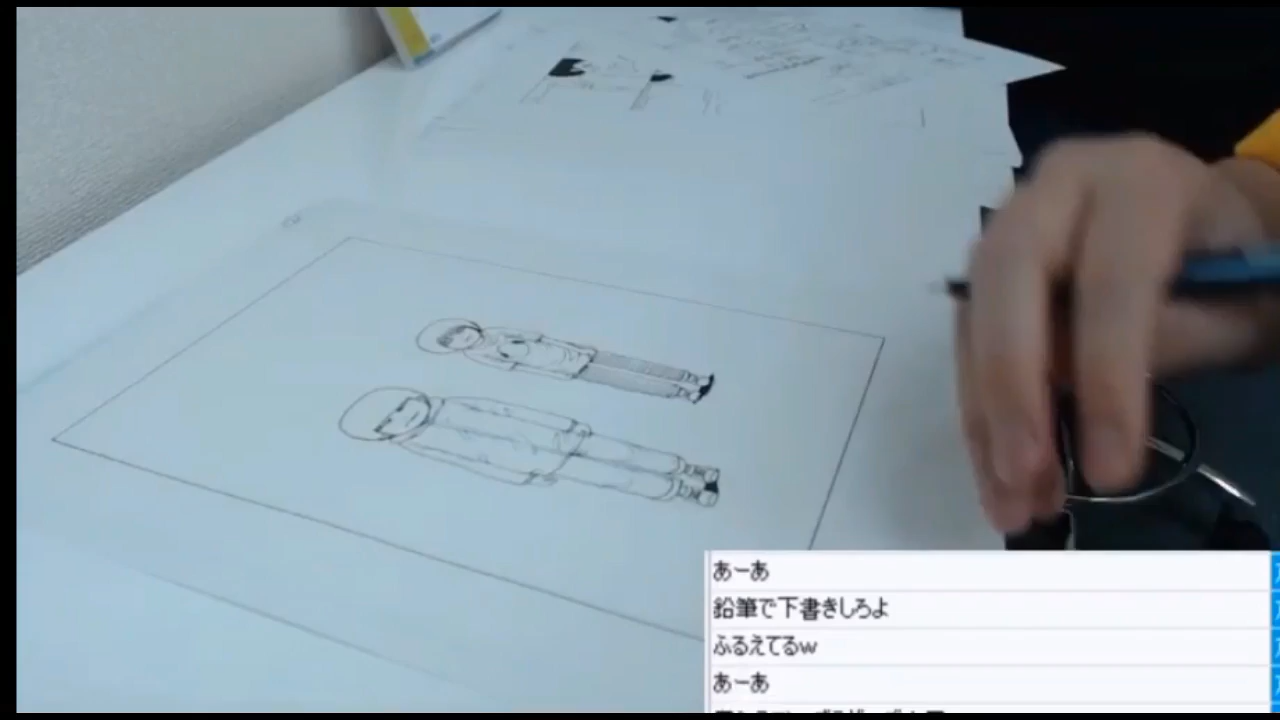 あーあ
鉛筆で下書きしろよ
ふるえてるw
あーあ